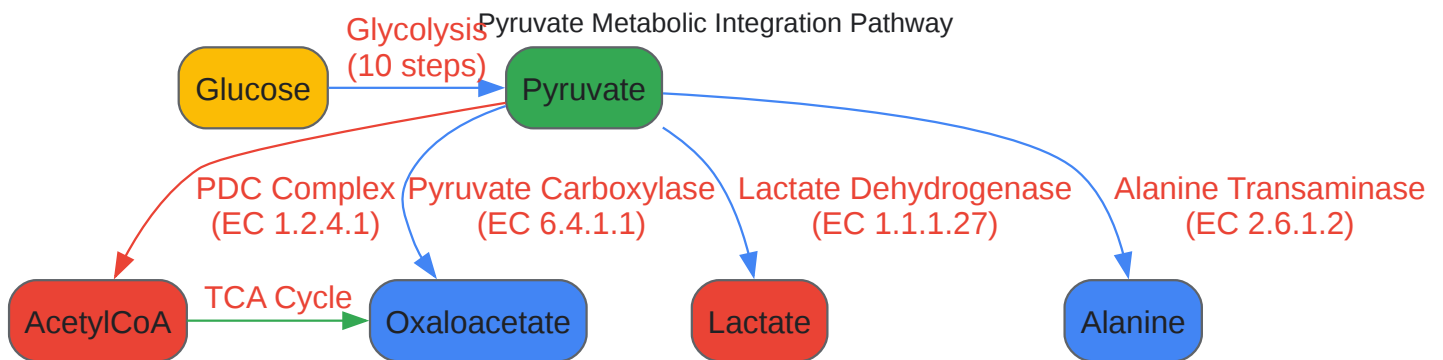 Pyruvate Metabolic Integration Pathway
Glycolysis
(10 steps)
Glucose
Pyruvate
PDC Complex
(EC 1.2.4.1)
Pyruvate Carboxylase
(EC 6.4.1.1)
Lactate Dehydrogenase
(EC 1.1.1.27)
Alanine Transaminase
(EC 2.6.1.2)
AcetylCoA
TCA Cycle
Oxaloacetate
Lactate
Alanine